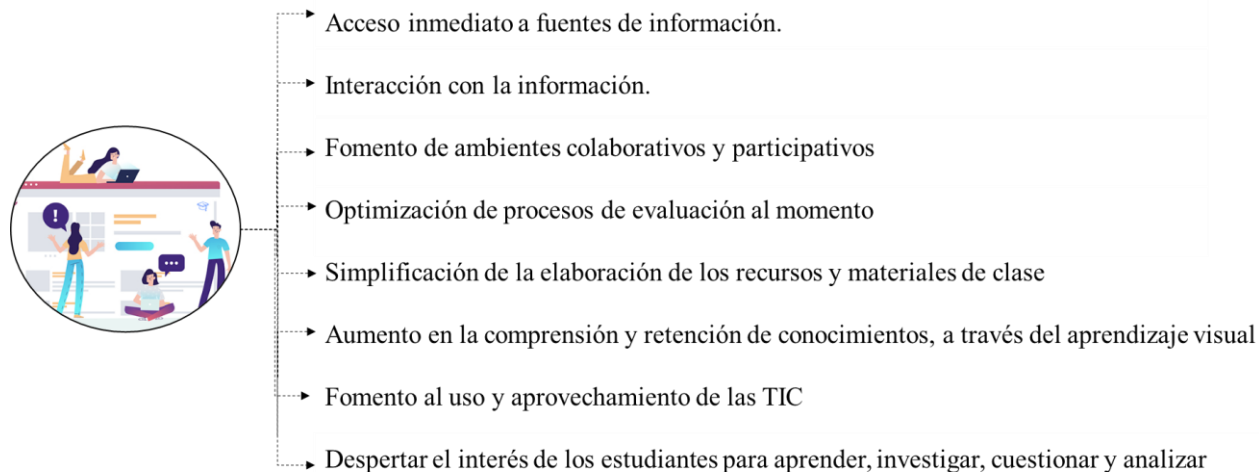 Acceso inmediato a fuentes de información.
Interacción con la información.
Fomento de ambientes colaborativos y participativos
Optimización de procesos de evaluación al momento
Simplificación de la elaboración de los recursos y materiales de clase
Aumento en la comprensión y retención de conocimientos, a través del aprendizaje visual
Fomento al uso y aprovechamiento de las TIC
Despertar el interés de los estudiantes para aprender, investigar, cuestionar y analizar